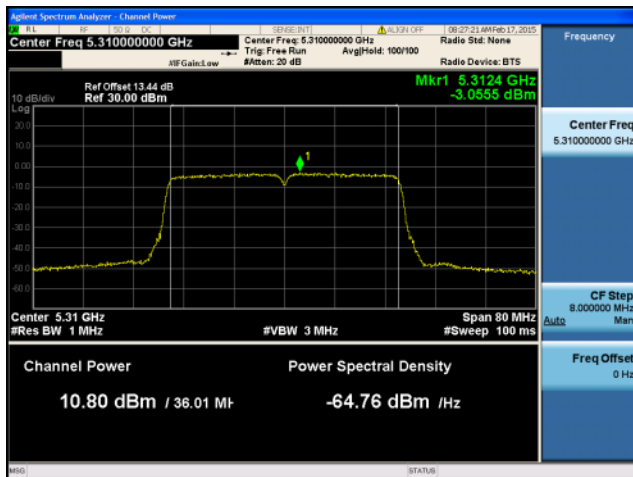 Agilent Spectrum Analyzer - Channel Power
RL RF 50 Ω DC SENSE:INT ALIGN OFF 08:27:21 AM Feb 17, 2015
Center Freq 5.310000000 GHz
Center Freq: 5.310000000 GHz
Radio Std: None
Trig: Free Run Avg|Hold: 100/100
#IFGain:Low #Atten: 20 dB Radio Device: BTS
Mkr1 5.3124 GHz
-3.0555 dBm
Ref Offset 13.44 dB
10 dB/div Ref 30.00 dBm
Log
20.0
10.0
0.00
-10.0
-20.0
-30.0
-40.0
-50.0
-60.0
1
Center 5.31 GHz Span 80 MHz
#Res BW 1 MHz #VBW 3 MHz #Sweep 100 ms
Channel Power Power Spectral Density
10.80 dBm / 36.01 MH -64.76 dBm /Hz
Frequency
Center Freq
5.310000000 GHz
CF Step
8.000000 MHz
Auto Man
Freq Offset
0 Hz
MSG STATUS